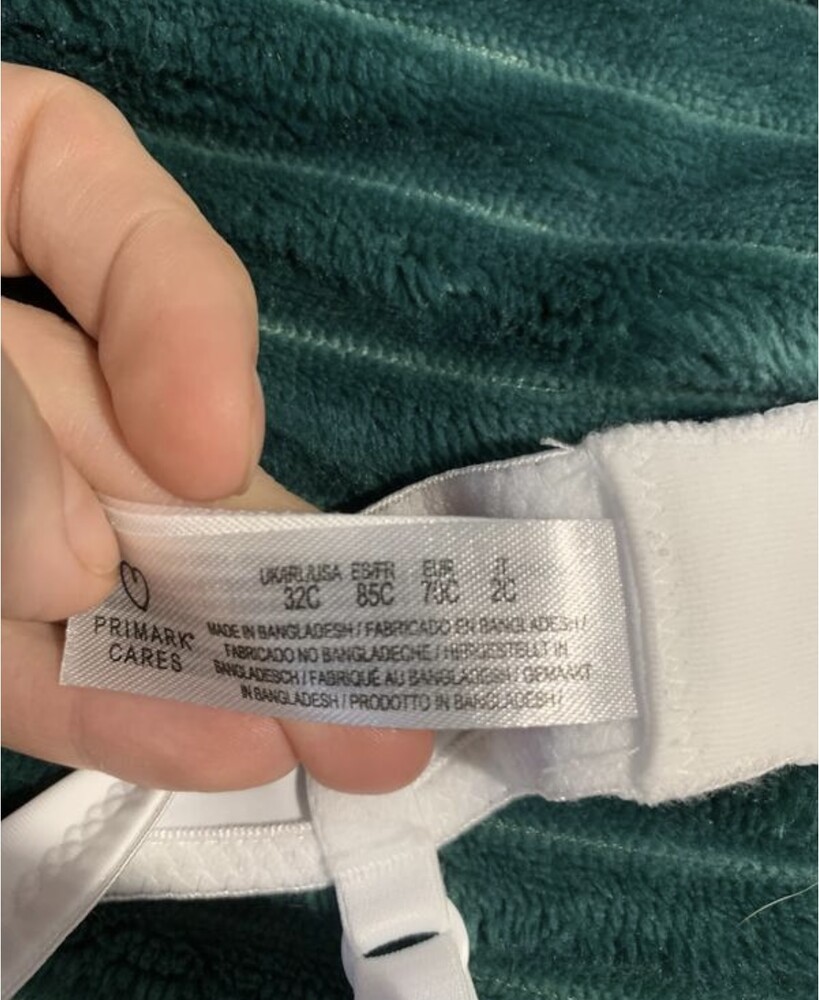 UK/IRL/USA ES/FR EUR IT
32C 85C 70C 2C
PRIMARK®
CARES
MADE IN BANGLADESH / FABRICADO EN BANGLADESH /
FABRICADO NO BANGLADECHE / HERGESTELLT IN
BANGLADESCH / FABRIQUÉ AU BANGLADESH / GEMAAKT
IN BANGLADESH / PRODOTTO IN BANGLADESH /